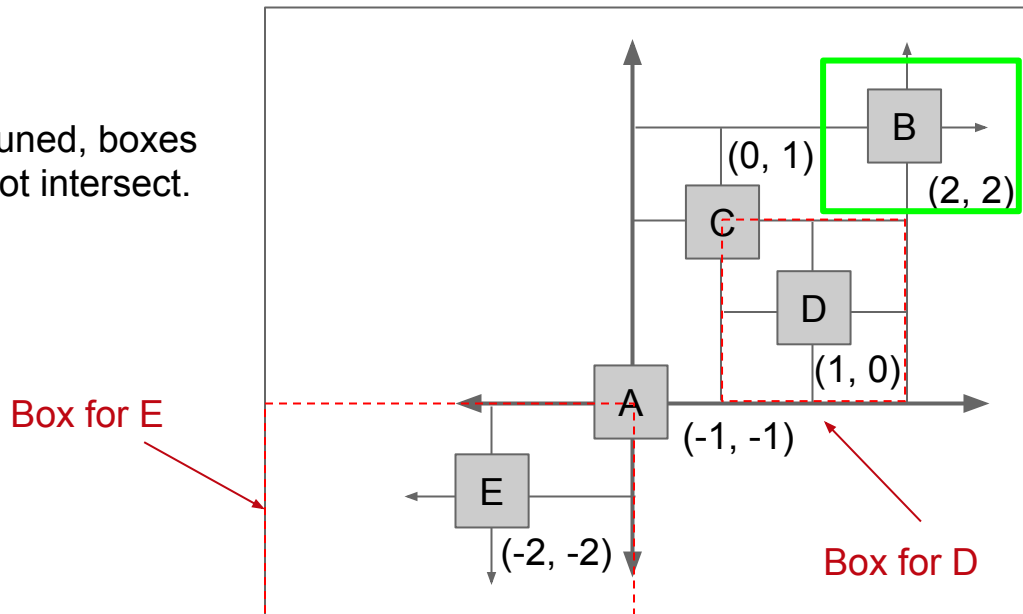 B
uned, boxes
(0, 1)
ot intersect.
(2, 2)
C
D
(1, 0)
A
Box for E
(-1, -1)
E
(-2, -2)
Box for D